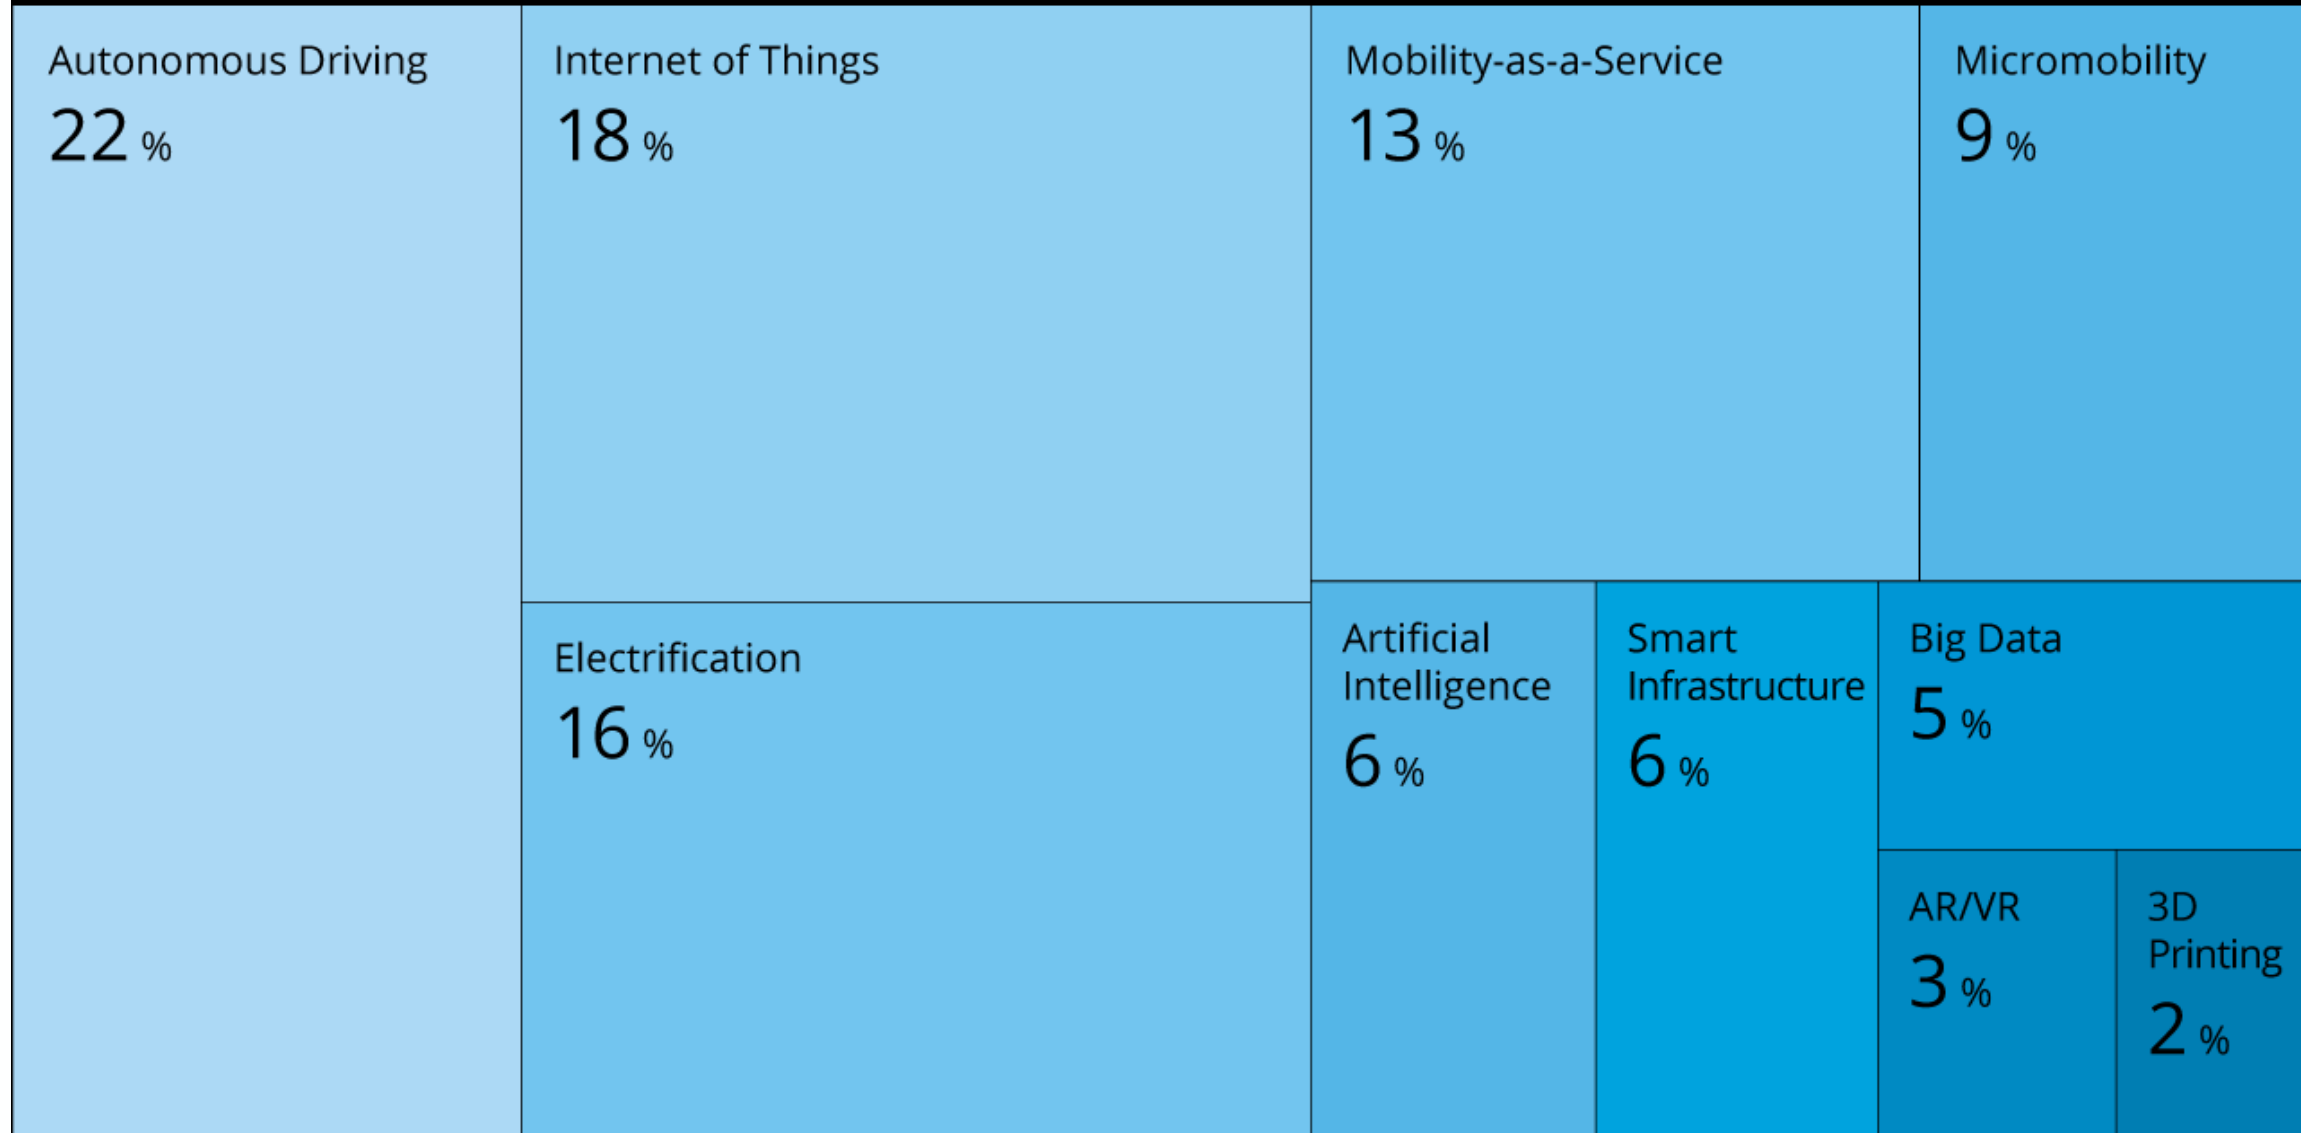 Autonomous Driving
22 %
Internet of Things
18 %
Mobility-as-a-Service
13 %
Micromobility
9 %
Electrification
16 %
Artificial
Intelligence
6 %
Smart
Infrastructure
6 %
Big Data
5 %
AR/VR
3 %
3D
Printing
2 %